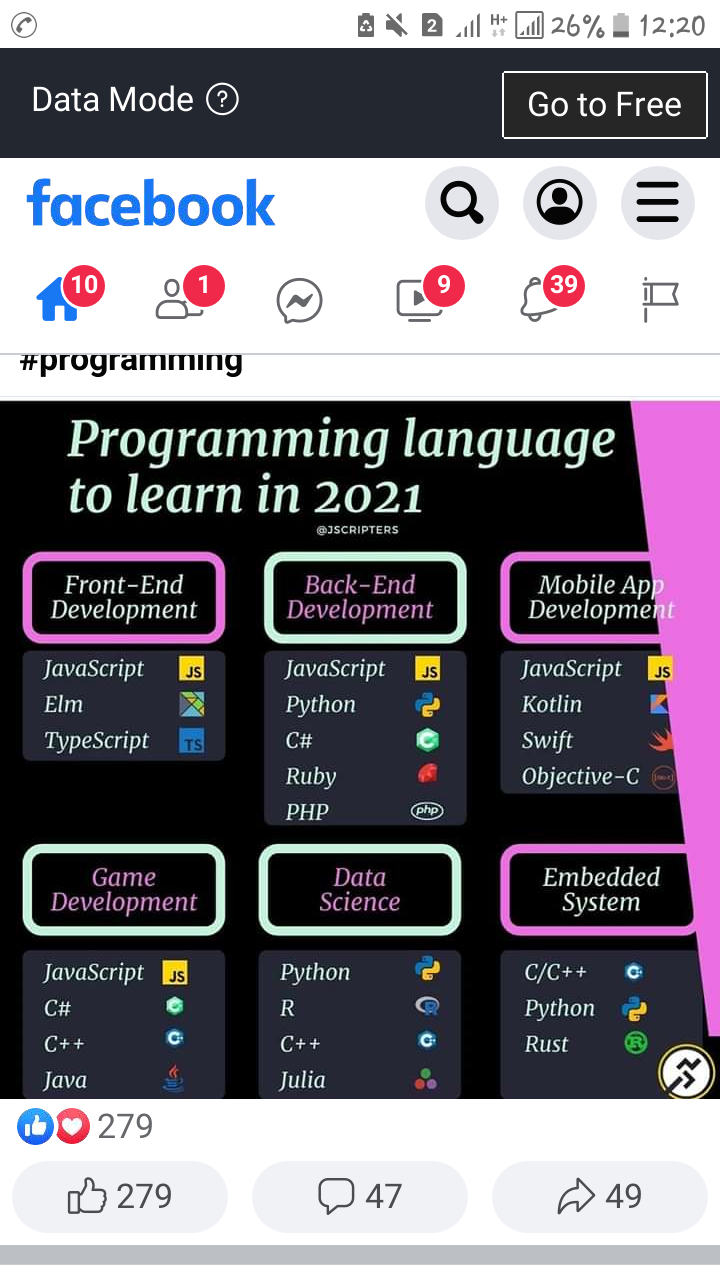 2 H+ 26% 12:20
Data Mode ? Go to Free
facebook
10 1 9 39
#programming
Programming language
to learn in 2021
@JSCRIPTERS
Front-End
Development
JavaScript JS
Elm
TypeScript TS
Back-End
Development
JavaScript JS
Python
C#
Ruby
PHP php
Mobile App
Development
JavaScript JS
Kotlin
Swift
Objective-C
Game
Development
JavaScript JS
C#
C++
Java
Data
Science
Python
R R
C++
Julia
Embedded
System
C/C++
Python
Rust R
279
279 47 49